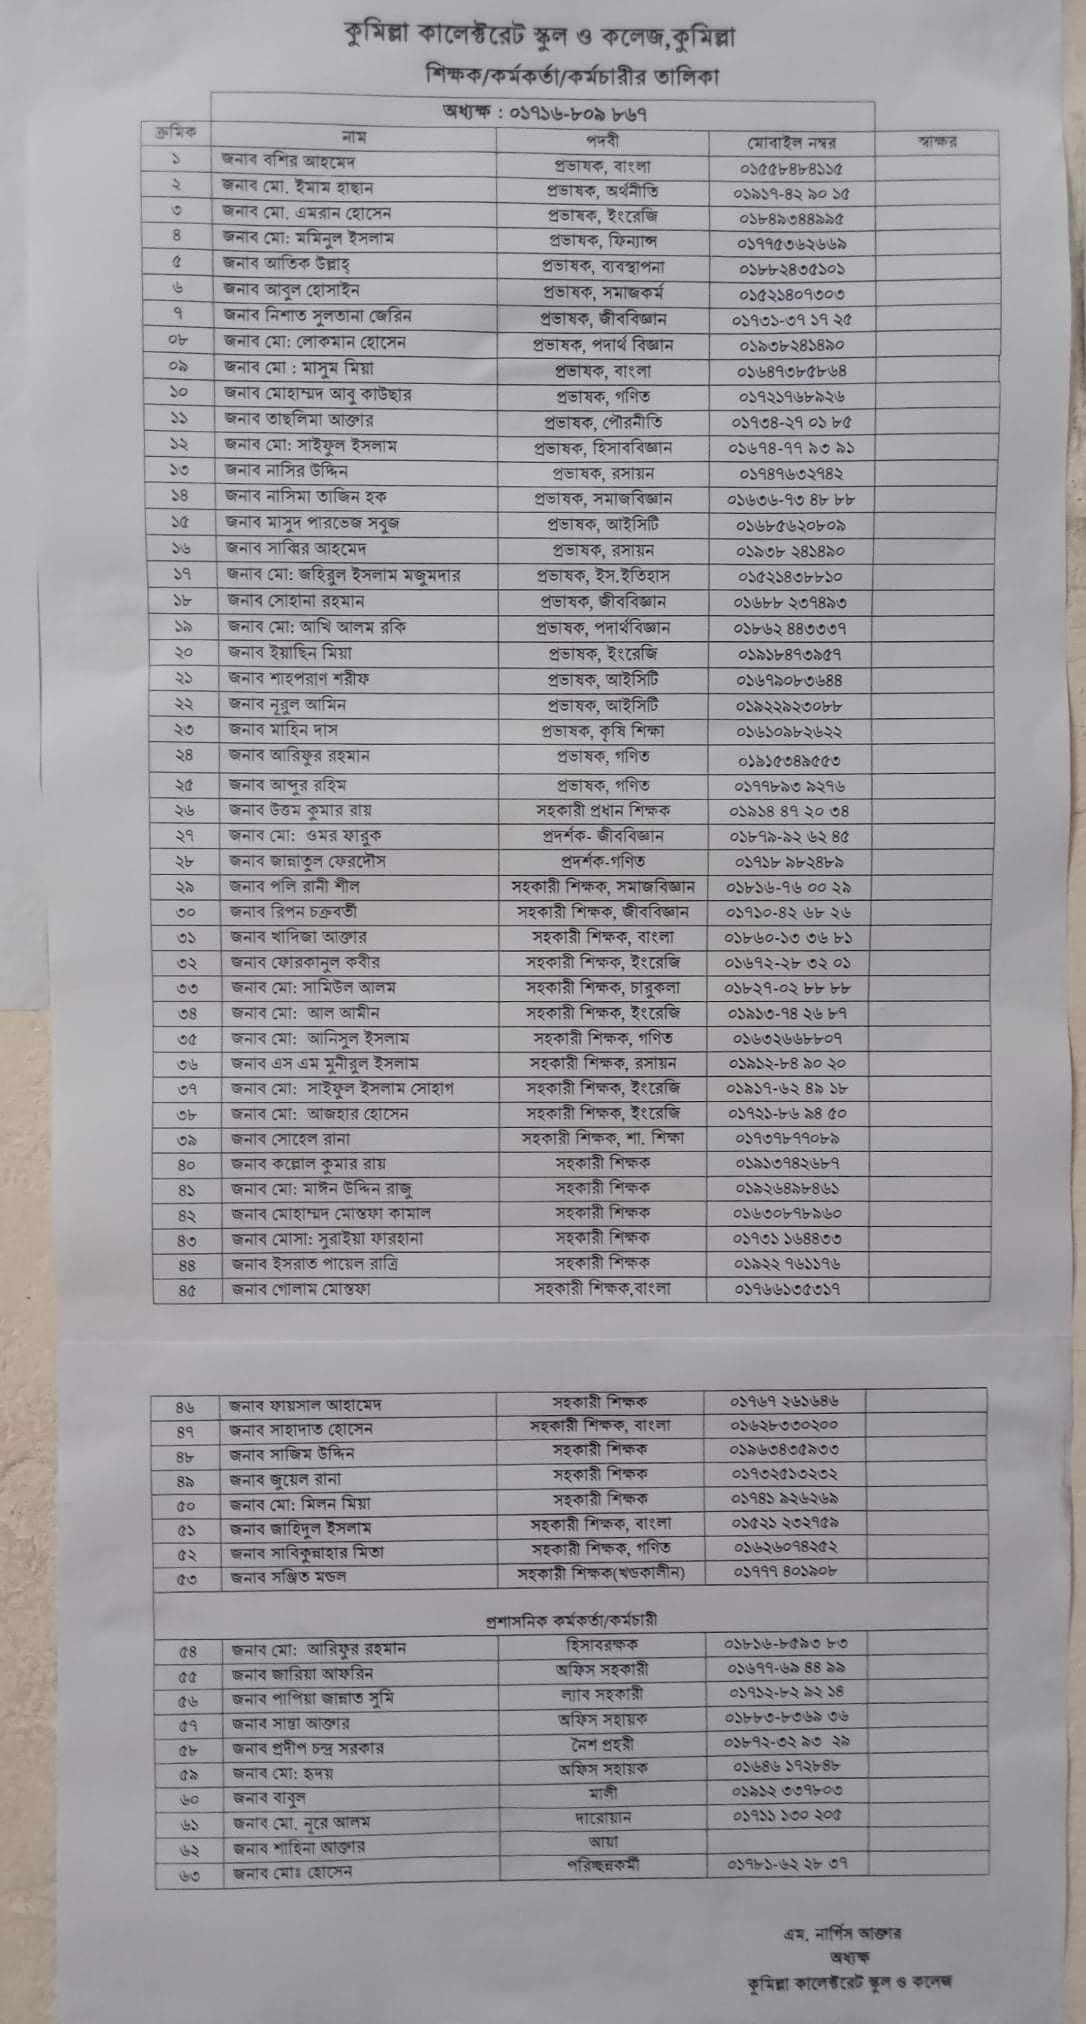 কুমিল্লা কালেক্টরেট স্কুল ও কলেজ,কুমিল্লা
শিক্ষক/কর্মকর্তা/কর্মচারীর তালিকা
অধ্যক্ষ : ০১৭১৬-৮০৯ ৮৬৭
ক্রমিক নাম পদবী মোবাইল নম্বর স্বাক্ষর
১ জনাব বশির আহমেদ প্রভাষক, বাংলা ০১৫৫৮৪৮৪১১৫
২ জনাব মো. ইমাম হাছান প্রভাষক, অর্থনীতি ০১৯১৭-৪২ ৯০ ১৫
৩ জনাব মো. এমরান হোসেন প্রভাষক, ইংরেজি ০১৮৪৯৩৪৪৯৯৫
৪ জনাব মো: মমিনুল ইসলাম প্রভাষক, ফিন্যান্স ০১৭৭৫৩৬২৬৬৯
৫ জনাব আতিক উল্লাহ্ প্রভাষক, ব্যবস্থাপনা ০১৮৮২৪৩৫১০১
৬ জনাব আবুল হোসাইন প্রভাষক, সমাজকর্ম ০১৫২১৪০৭৩০৩
৭ জনাব নিশাত সুলতানা জেরিন প্রভাষক, জীববিজ্ঞান ০১৭৩১-৩৭ ১৭ ২৫
০৮ জনাব মো: লোকমান হোসেন প্রভাষক, পদার্থ বিজ্ঞান ০১৯৩৮২৪১৪৯০
০৯ জনাব মো : মাসুম মিয়া প্রভাষক, বাংলা ০১৬৪৭৩৮৫৮৬৪
১০ জনাব মোহাম্মদ আবু কাউছার প্রভাষক, গণিত ০১৭২১৭৬৮৯২৬
১১ জনাব তাছলিমা আক্তার প্রভাষক, পৌরনীতি ০১৭৩৪-২৭ ০১ ৮৫
১২ জনাব মো: সাইফুল ইসলাম প্রভাষক, হিসাববিজ্ঞান ০১৬৭৪-৭৭ ৯৩ ৯১
১৩ জনাব নাসির উদ্দিন প্রভাষক, রসায়ন ০১৭৪৭৬৩২৭৪২
১৪ জনাব নাসিমা তাজিন হক প্রভাষক, সমাজবিজ্ঞান ০১৬৩৬-৭৩ ৪৮ ৮৮
১৫ জনাব মাসুদ পারভেজ সবুজ প্রভাষক, আইসিটি ০১৬৮৫৬২০৮০৯
১৬ জনাব সাব্বির আহমেদ প্রভাষক, রসায়ন ০১৯৩৮ ২৪১৪৯০
১৭ জনাব মো: জহিরুল ইসলাম মজুমদার প্রভাষক, ইস.ইতিহাস ০১৫২১৪৩৮৮১০
১৮ জনাব সোহানা রহমান প্রভাষক, জীববিজ্ঞান ০১৬৮৮ ২৩৭৪৯৩
১৯ জনাব মো: আখি আলম রকি প্রভাষক, পদার্থবিজ্ঞান ০১৮৬২ ৪৪৩৩৩৭
২০ জনাব ইয়াছিন মিয়া প্রভাষক, ইংরেজি ০১৯১৮৪৭৩৯৫৭
২১ জনাব শাহপরাণ শরীফ প্রভাষক, আইসিটি ০১৬৭৯০৮৩৬৪৪
২২ জনাব নূরুল আমিন প্রভাষক, আইসিটি ০১৯২২৯২৩০৮৮
২৩ জনাব মাহিন দাস প্রভাষক, কৃষি শিক্ষা ০১৬১০৯৮২৬২২
২৪ জনাব আরিফুর রহমান প্রভাষক, গণিত ০১৯১৫৩৪৯৫৫৩
২৫ জনাব আব্দুর রহিম প্রভাষক, গণিত ০১৭৭৮৯৩ ৯২৭৬
২৬ জনাব উত্তম কুমার রায় সহকারী প্রধান শিক্ষক ০১৯১৪ ৪৭ ২০ ৩৪
২৭ জনাব মো: ওমর ফারুক প্রদর্শক- জীববিজ্ঞান ০১৮৭৯-৯২ ৬২ ৪৫
২৮ জনাব জান্নাতুল ফেরদৌস প্রদর্শক-গণিত ০১৭১৮ ৯৮২৪৮৯
২৯ জনাব পলি রানী শীল সহকারী শিক্ষক, সমাজবিজ্ঞান ০১৮১৬-৭৬ ০০ ২৯
৩০ জনাব রিপন চক্রবর্তী সহকারী শিক্ষক, জীববিজ্ঞান ০১৭১০-৪২ ৬৮ ২৬
৩১ জনাব খাদিজা আক্তার সহকারী শিক্ষক, বাংলা ০১৮৬০-১৩ ৩৬ ৮১
৩২ জনাব ফোরকানুল কবীর সহকারী শিক্ষক, ইংরেজি ০১৬৭২-২৮ ৩২ ০১
৩৩ জনাব মো: সামিউল আলম সহকারী শিক্ষক, চারুকলা ০১৮২৭-০২ ৮৮ ৮৮
৩৪ জনাব মো: আল আমীন সহকারী শিক্ষক, ইংরেজি ০১৯১৩-৭৪ ২৬ ৮৭
৩৫ জনাব মো: আনিসুল ইসলাম সহকারী শিক্ষক, গণিত ০১৬৩২৬৬৮৮০৭
৩৬ জনাব এস এম মুনীরুল ইসলাম সহকারী শিক্ষক, রসায়ন ০১৯১২-৮৪ ৯০ ২০
৩৭ জনাব মো: সাইফুল ইসলাম সোহাগ সহকারী শিক্ষক, ইংরেজি ০১৯১৭-৬২ ৪৯ ১৮
৩৮ জনাব মো: আজহার হোসেন সহকারী শিক্ষক, ইংরেজি ০১৭২১-৮৬ ৯৪ ৫০
৩৯ জনাব সোহেল রানা সহকারী শিক্ষক, শা. শিক্ষা ০১৭৩৭৮৭৭০৮৯
৪০ জনাব কল্লোল কুমার রায় সহকারী শিক্ষক ০১৯১৩৭৪২৬৮৭
৪১ জনাব মো: মাঈন উদ্দিন রাজু সহকারী শিক্ষক ০১৯২৬৪৯৮৪৬১
৪২ জনাব মোহাম্মদ মোস্তফা কামাল সহকারী শিক্ষক ০১৬৩০৮৭৮৯৬০
৪৩ জনাব মোসা: সুরাইয়া ফারহানা সহকারী শিক্ষক ০১৭৩১ ১৬৪৪৩৩
৪৪ জনাব ইসরাত পায়েল রাত্রি সহকারী শিক্ষক ০১৯২২ ৭৬১১৭৬
৪৫ জনাব গোলাম মোস্তফা সহকারী শিক্ষক,বাংলা ০১৭৬৬১৩৫৩১৭
৪৬ জনাব ফায়সাল আহামেদ সহকারী শিক্ষক ০১৭৬৭ ২৬১৬৪৬
৪৭ জনাব সাহাদাত হোসেন সহকারী শিক্ষক, বাংলা ০১৬২৮৩৩০২০০
৪৮ জনাব সাজিম উদ্দিন সহকারী শিক্ষক ০১৯৬৩৪৩৫৯৩৩
৪৯ জনাব জুয়েল রানা সহকারী শিক্ষক ০১৭৩২৫১৩২৩২
৫০ জনাব মো: মিলন মিয়া সহকারী শিক্ষক ০১৭৪১ ৯২৬২৬৯
৫১ জনাব জাহিদুল ইসলাম সহকারী শিক্ষক, বাংলা ০১৫২১ ২৩২৭৫৯
৫২ জনাব সাবিকুন্নাহার মিতা সহকারী শিক্ষক, গণিত ০১৬২৬০৭৪২৫২
৫৩ জনাব সঞ্জিত মন্ডল সহকারী শিক্ষক(খন্ডকালীন) ০১৭৭৭ ৪০১৯০৮
প্রশাসনিক কর্মকর্তা/কর্মচারী
৫৪ জনাব মো: আরিফুর রহমান হিসাবরক্ষক ০১৮১৬-৮৫৯৩ ৮৩
৫৫ জনাব জারিয়া আফরিন অফিস সহকারী ০১৬৭৭-৬৯ ৪৪ ৯৯
৫৬ জনাব পাপিয়া জান্নাত সুমি ল্যাব সহকারী ০১৭১২-৮২ ৯২ ১৪
৫৭ জনাব সান্তা আক্তার অফিস সহায়ক ০১৮৮৩-৮৩৬৯ ৩৬
৫৮ জনাব প্রদীপ চন্দ্র সরকার নৈশ প্রহরী ০১৮৭২-৩২ ৯৩ ২৯
৫৯ জনাব মো: হৃদয় অফিস সহায়ক ০১৬৪৬ ১৭২৮৪৮
৬০ জনাব বাবুল মালী ০১৯১২ ৩৩৭৮০৩
৬১ জনাব মো. নূরে আলম দারোয়ান ০১৭১১ ১৩০ ২০৫
৬২ জনাব শাহিনা আক্তার আয়া
৬৩ জনাব মোঃ হোসেন পরিচ্ছন্নকর্মী ০১৭৮১-৬২ ২৮ ৩৭
এম. নার্গিস আক্তার
অধ্যক্ষ
কুমিল্লা কালেক্টরেট স্কুল ও কলেজ